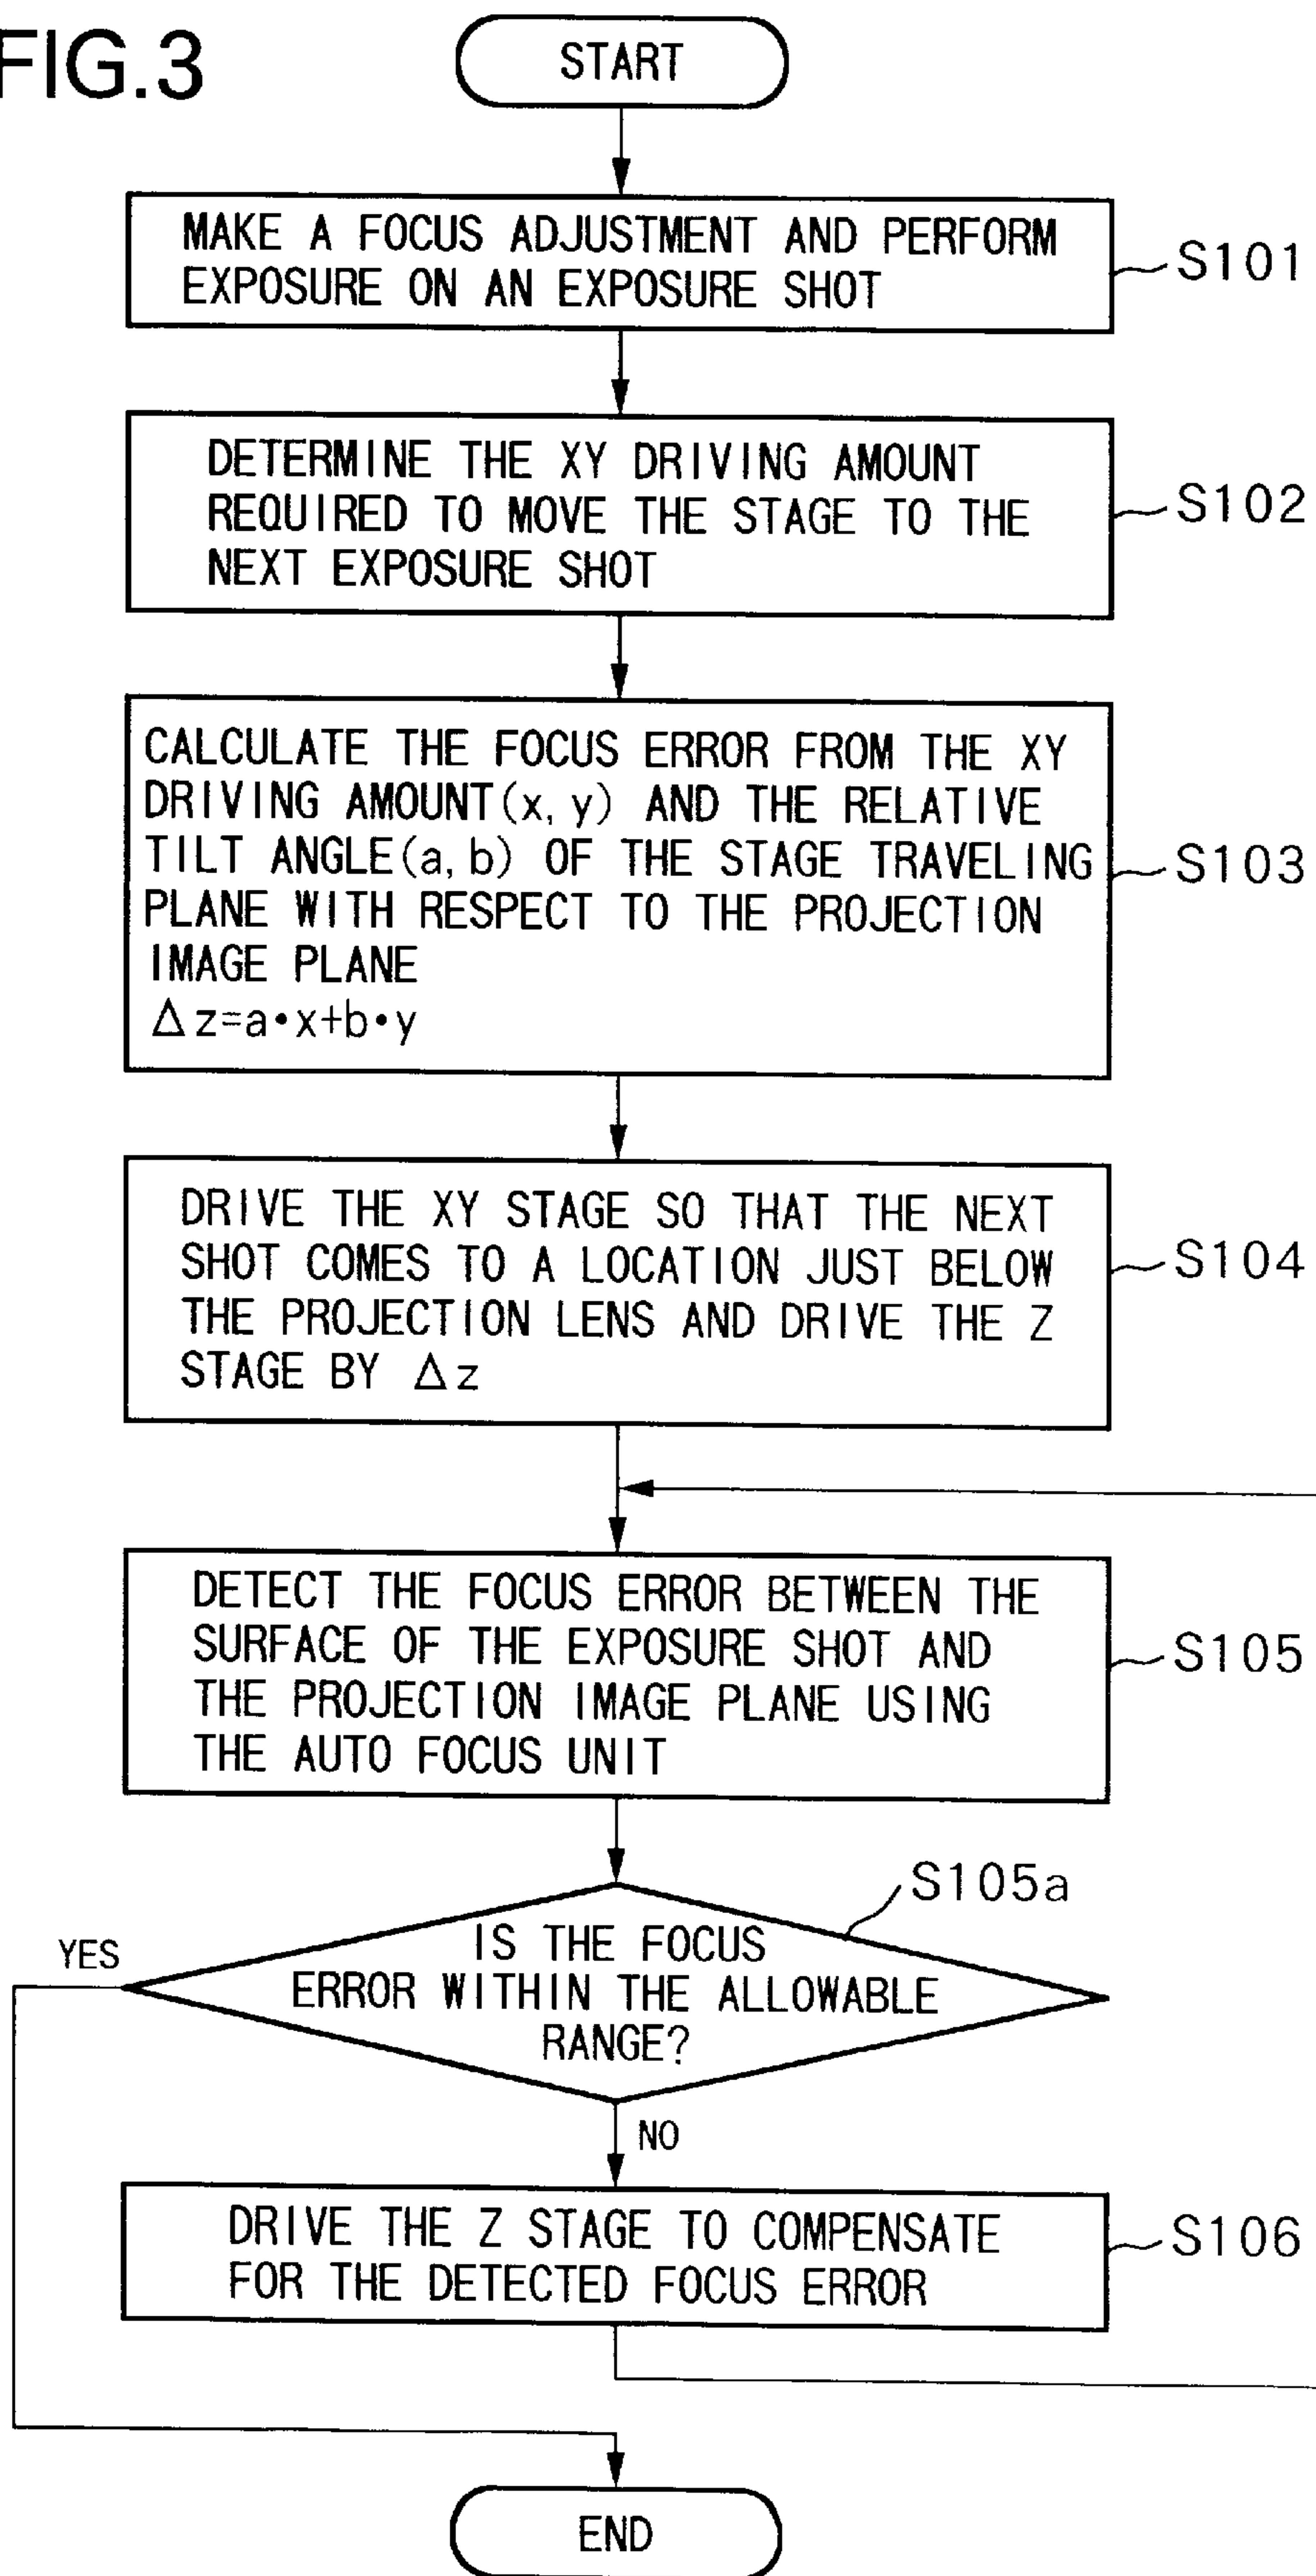 FIG.3
START
MAKE A FOCUS ADJUSTMENT AND PERFORM
EXPOSURE ON AN EXPOSURE SHOT
S101
DETERMINE THE XY DRIVING AMOUNT
REQUIRED TO MOVE THE STAGE TO THE
NEXT EXPOSURE SHOT
S102
CALCULATE THE FOCUS ERROR FROM THE XY
DRIVING AMOUNT(x, y) AND THE RELATIVE
TILT ANGLE(a, b) OF THE STAGE TRAVELING
PLANE WITH RESPECT TO THE PROJECTION
IMAGE PLANE
Δz=a•x+b•y
S103
DRIVE THE XY STAGE SO THAT THE NEXT
SHOT COMES TO A LOCATION JUST BELOW
THE PROJECTION LENS AND DRIVE THE Z
STAGE BY Δz
S104
DETECT THE FOCUS ERROR BETWEEN THE
SURFACE OF THE EXPOSURE SHOT AND
THE PROJECTION IMAGE PLANE USING
THE AUTO FOCUS UNIT
S105
S105a
IS THE FOCUS
ERROR WITHIN THE ALLOWABLE
RANGE?
YES
NO
DRIVE THE Z STAGE TO COMPENSATE
FOR THE DETECTED FOCUS ERROR
S106
END